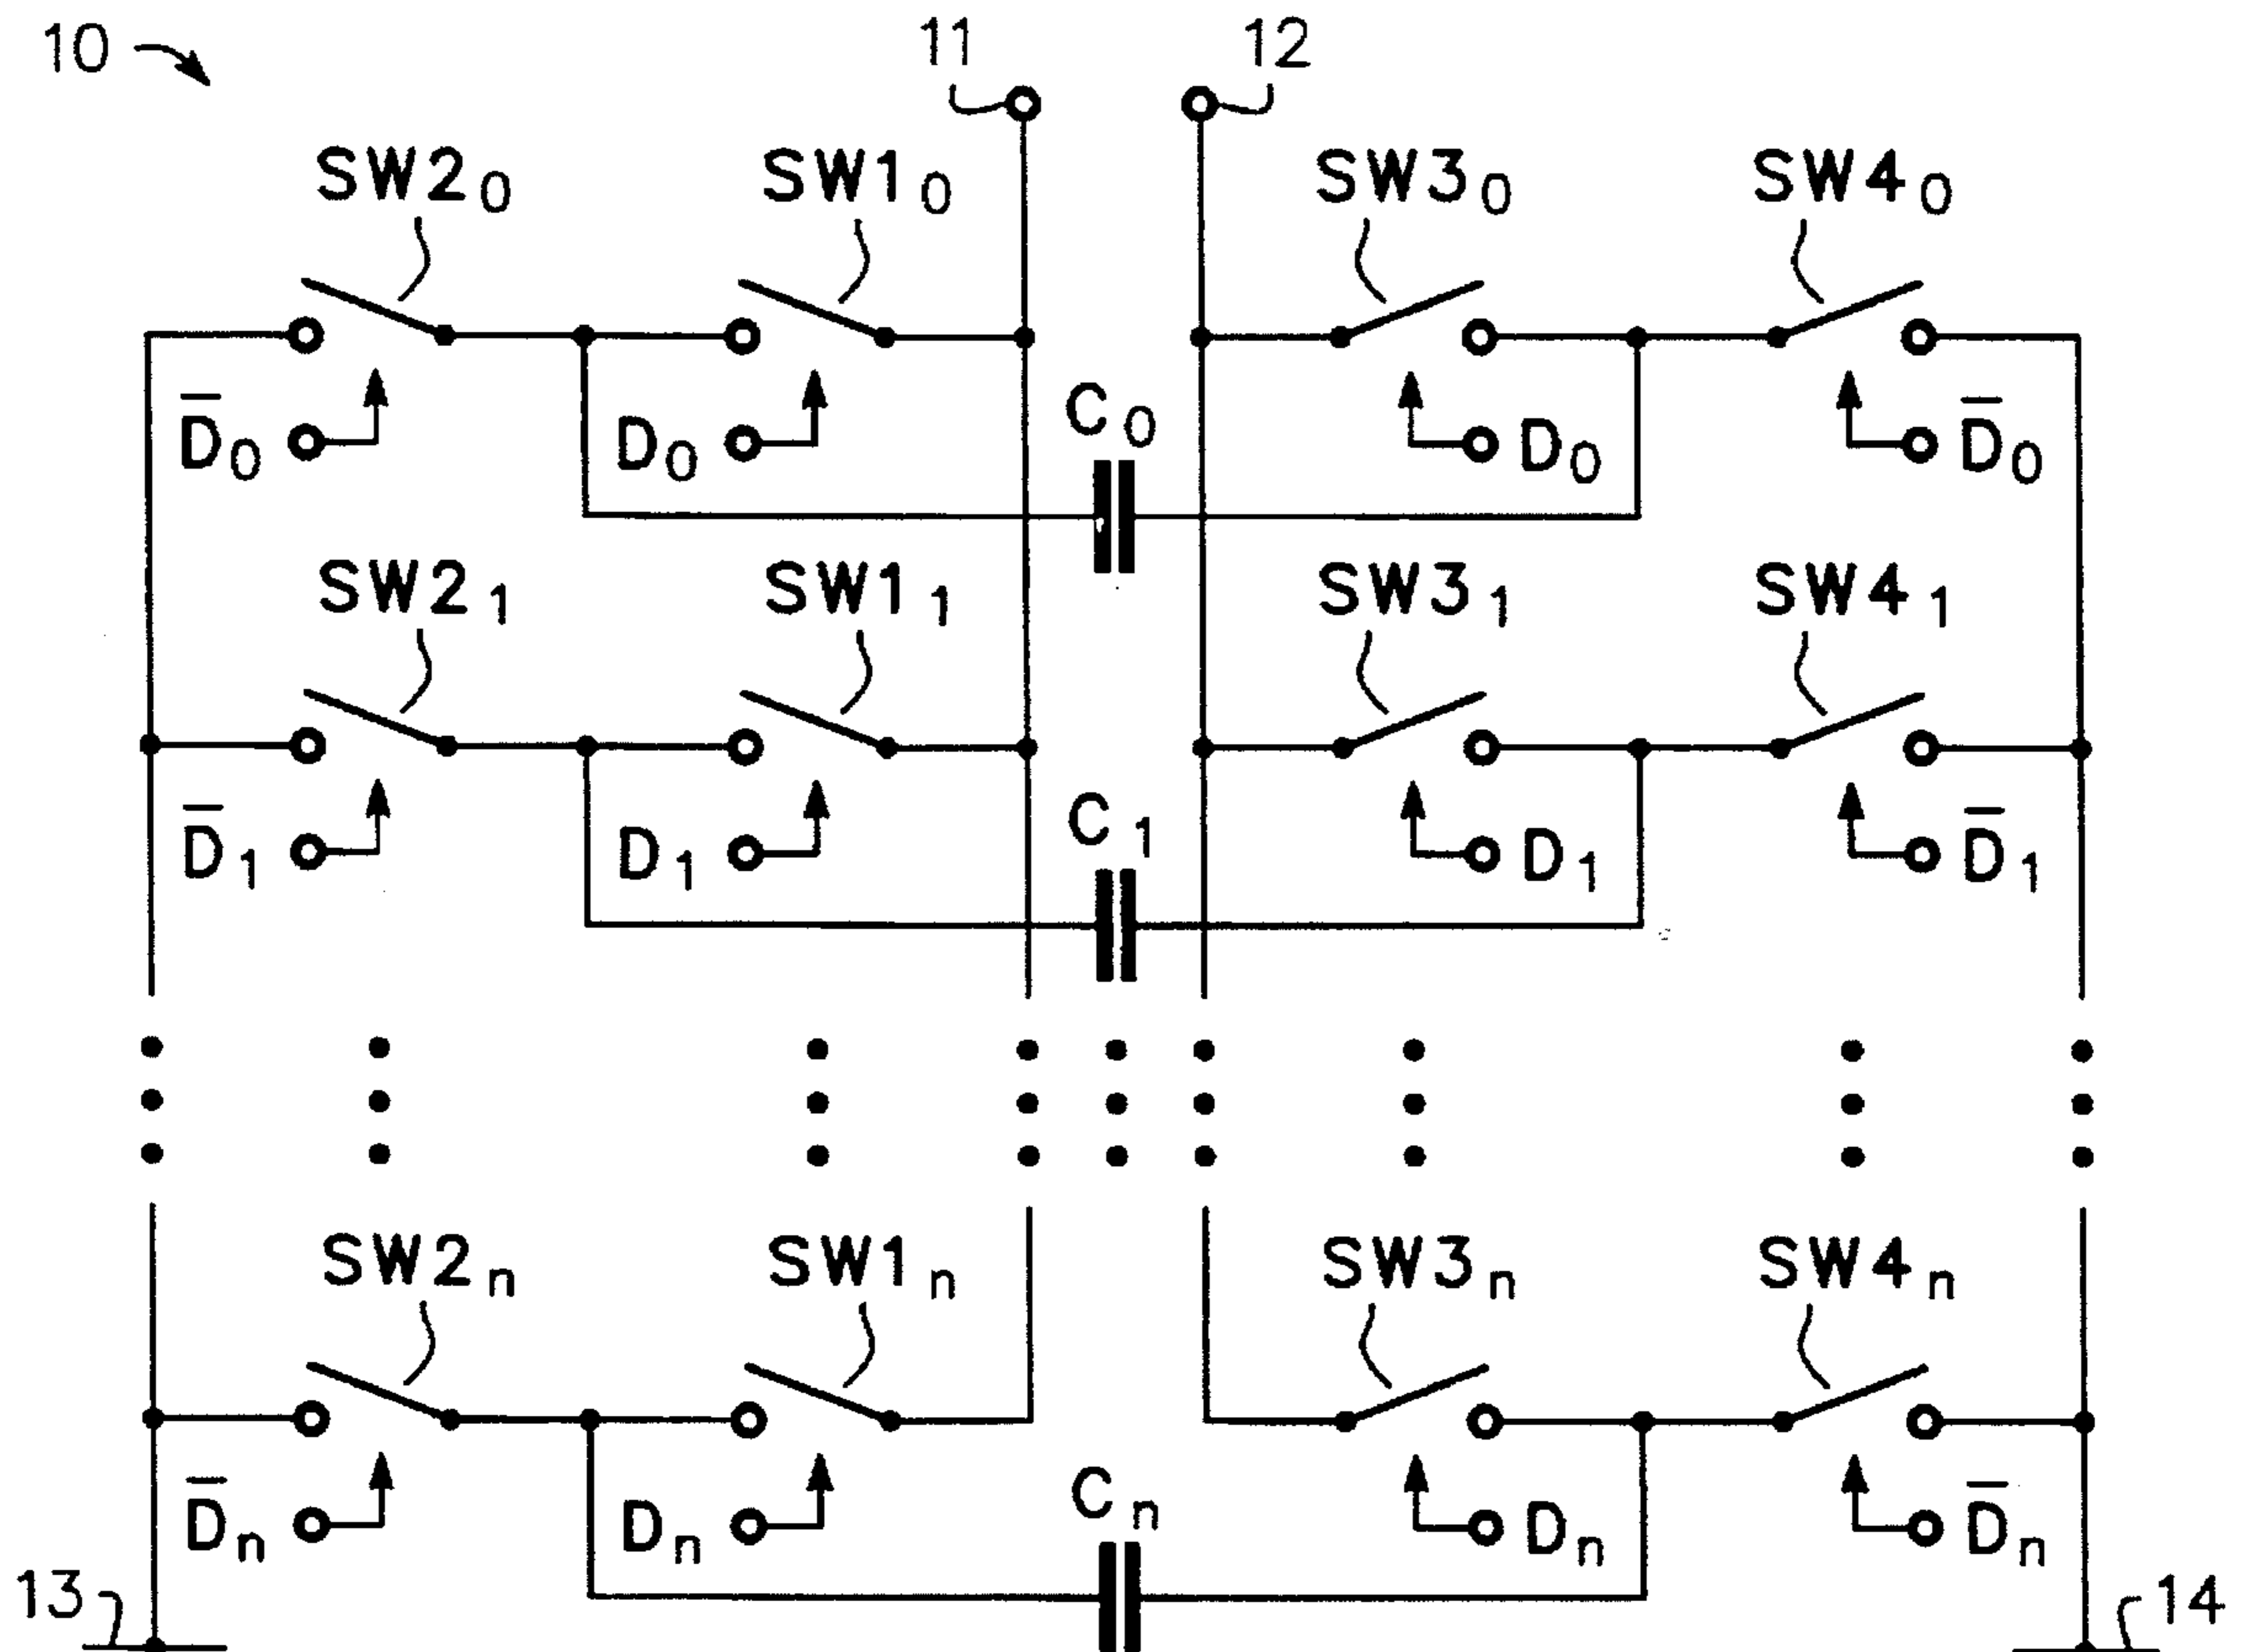 10 11 12
SW2₀ SW1₀ SW3₀ SW4₀
C₀
D̅₀ D₀ D₀ D̅₀
SW2₁ SW1₁ SW3₁ SW4₁
C₁
D̅₁ D₁ D₁ D̅₁
SW2ₙ SW1ₙ SW3ₙ SW4ₙ
Cₙ
D̅ₙ Dₙ Dₙ D̅ₙ
13 14